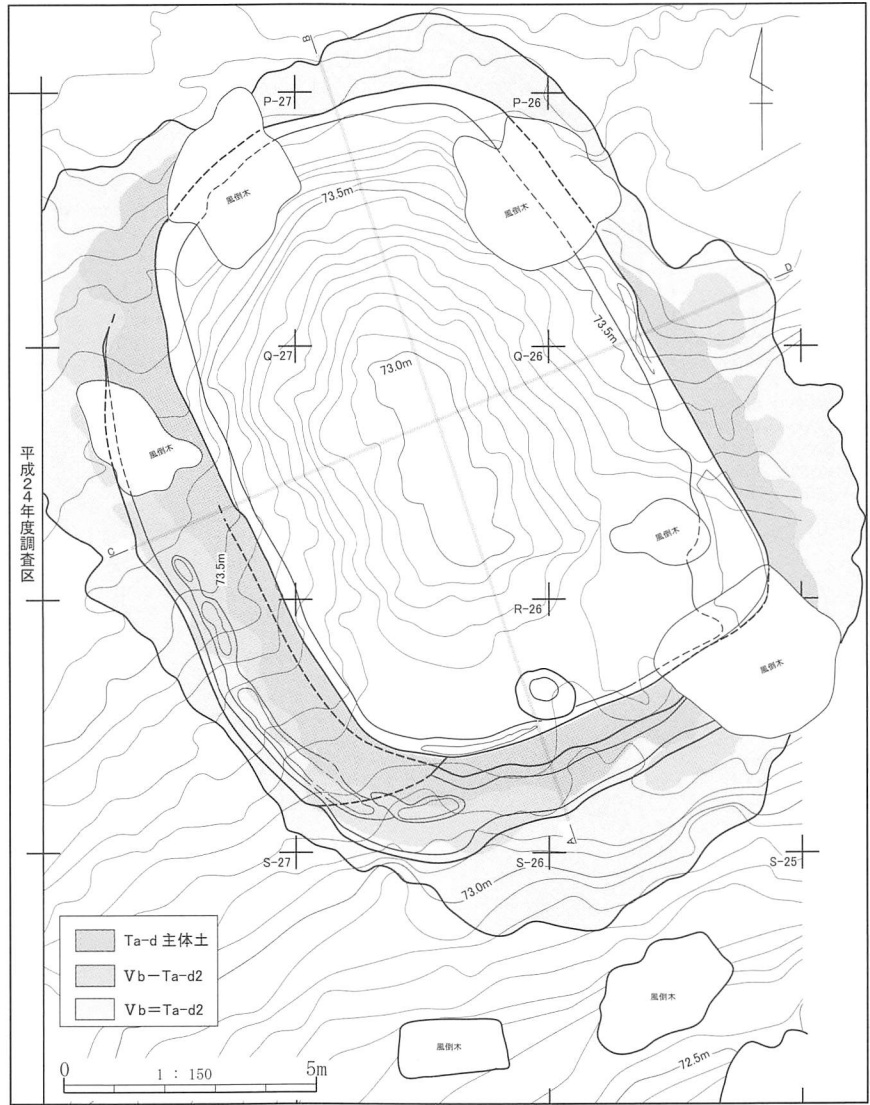 B
P-27
P-26
風倒木
風倒木
73.5m
D
Q-27
Q-26
73.5m
73.0m
風倒木
平成24年度調査区
C
73.5m
風倒木
R-26
風倒木
A
S-27
S-26
S-25
73.0m
Ta-d 主体土
Ⅴb－Ta-d2
Ⅴb＝Ta-d2
風倒木
風倒木
72.5m
0 1 : 150 5m